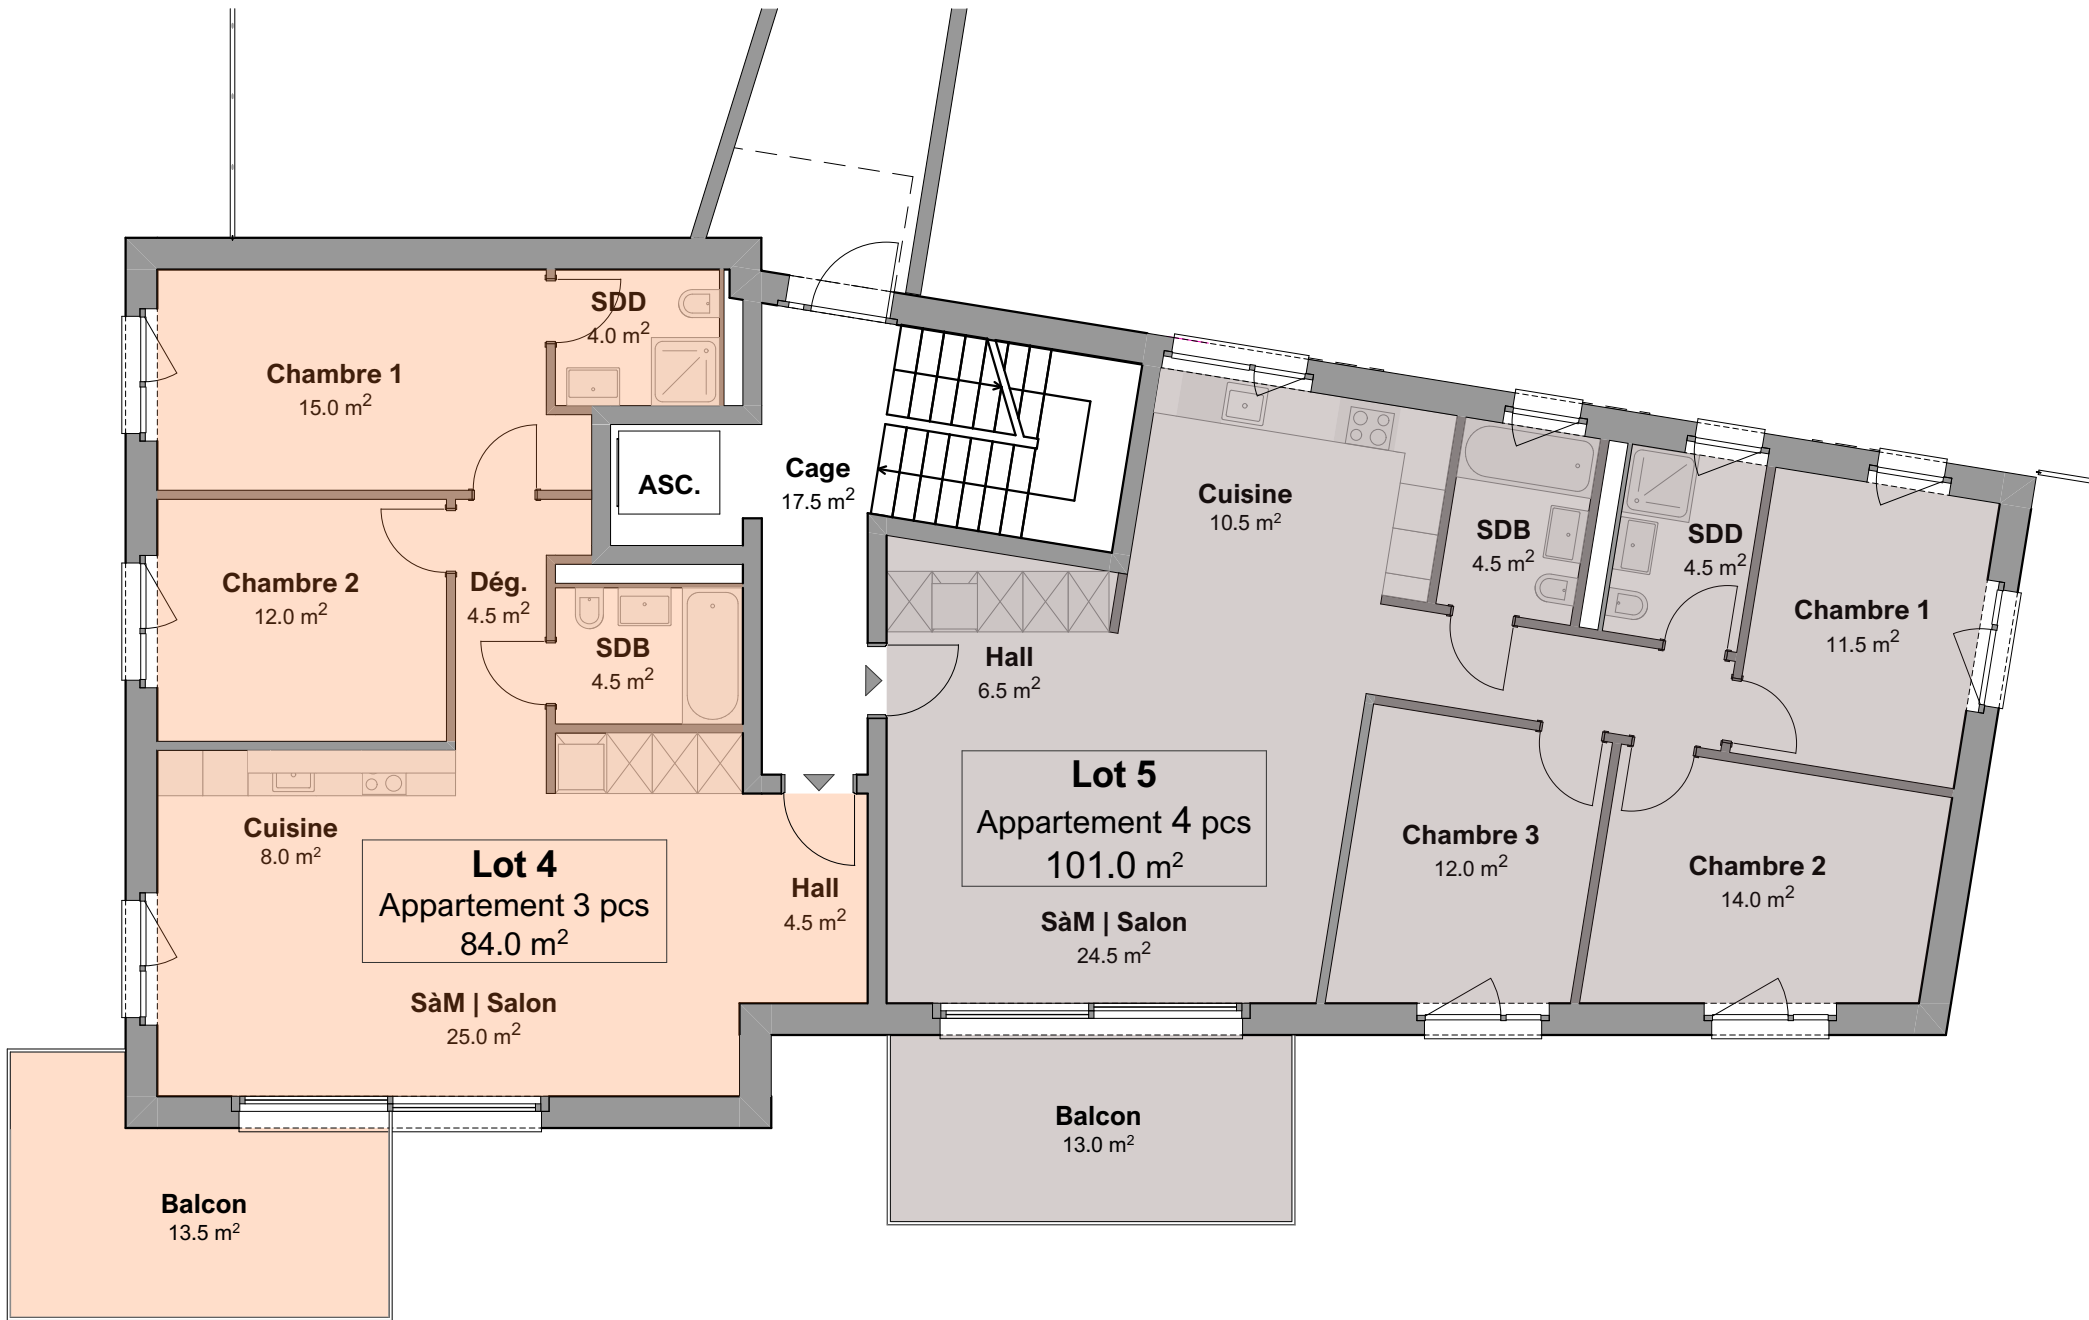 SDD
4.0 m²
Chambre 1
15.0 m²
ASC.
Cage
17.5 m²
Chambre 2
12.0 m²
Dég.
4.5 m²
SDB
4.5 m²
Cuisine
8.0 m²
Lot 4
Appartement 3 pcs
84.0 m²
Hall
4.5 m²
SàM | Salon
25.0 m²
Balcon
13.5 m²
Cuisine
10.5 m²
SDB
4.5 m²
SDD
4.5 m²
Chambre 1
11.5 m²
Hall
6.5 m²
Lot 5
Appartement 4 pcs
101.0 m²
Chambre 3
12.0 m²
Chambre 2
14.0 m²
SàM | Salon
24.5 m²
Balcon
13.0 m²